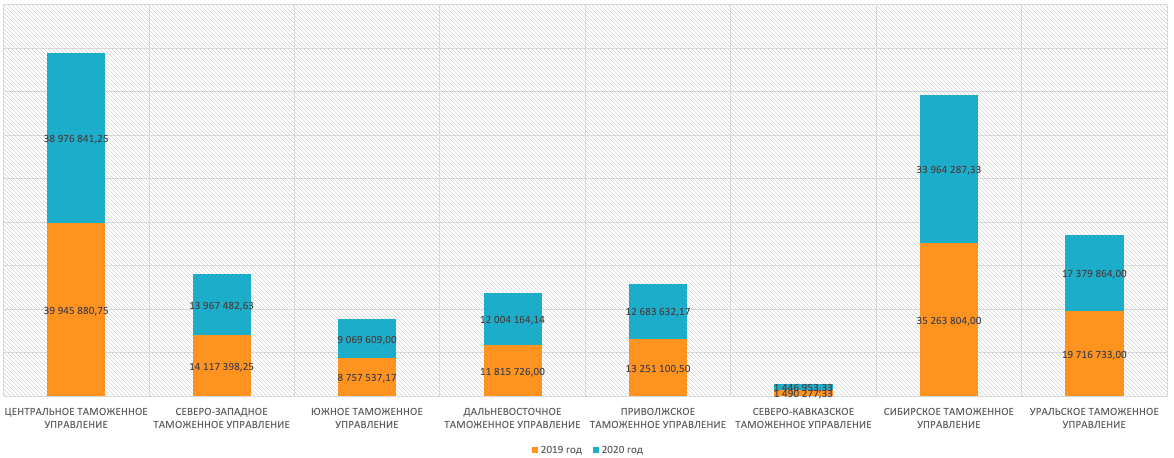 38 976 841,25
39 945 880,75
13 967 482,63
14 117 398,25
9 069 609,00
8 757 537,17
12 004 164,14
11 815 726,00
12 683 632,17
13 251 100,50
1 446 953,33
1 490 277,33
33 964 287,33
35 263 804,00
17 379 864,00
19 716 733,00
ЦЕНТРАЛЬНОЕ ТАМОЖЕННОЕ
УПРАВЛЕНИЕ
СЕВЕРО-ЗАПАДНОЕ
ТАМОЖЕННОЕ УПРАВЛЕНИЕ
ЮЖНОЕ ТАМОЖЕННОЕ
УПРАВЛЕНИЕ
ДАЛЬНЕВОСТОЧНОЕ
ТАМОЖЕННОЕ УПРАВЛЕНИЕ
ПРИВОЛЖСКОЕ
ТАМОЖЕННОЕ УПРАВЛЕНИЕ
СЕВЕРО-КАВКАЗСКОЕ
ТАМОЖЕННОЕ УПРАВЛЕНИЕ
СИБИРСКОЕ ТАМОЖЕННОЕ
УПРАВЛЕНИЕ
УРАЛЬСКОЕ ТАМОЖЕННОЕ
УПРАВЛЕНИЕ
2019 год
2020 год